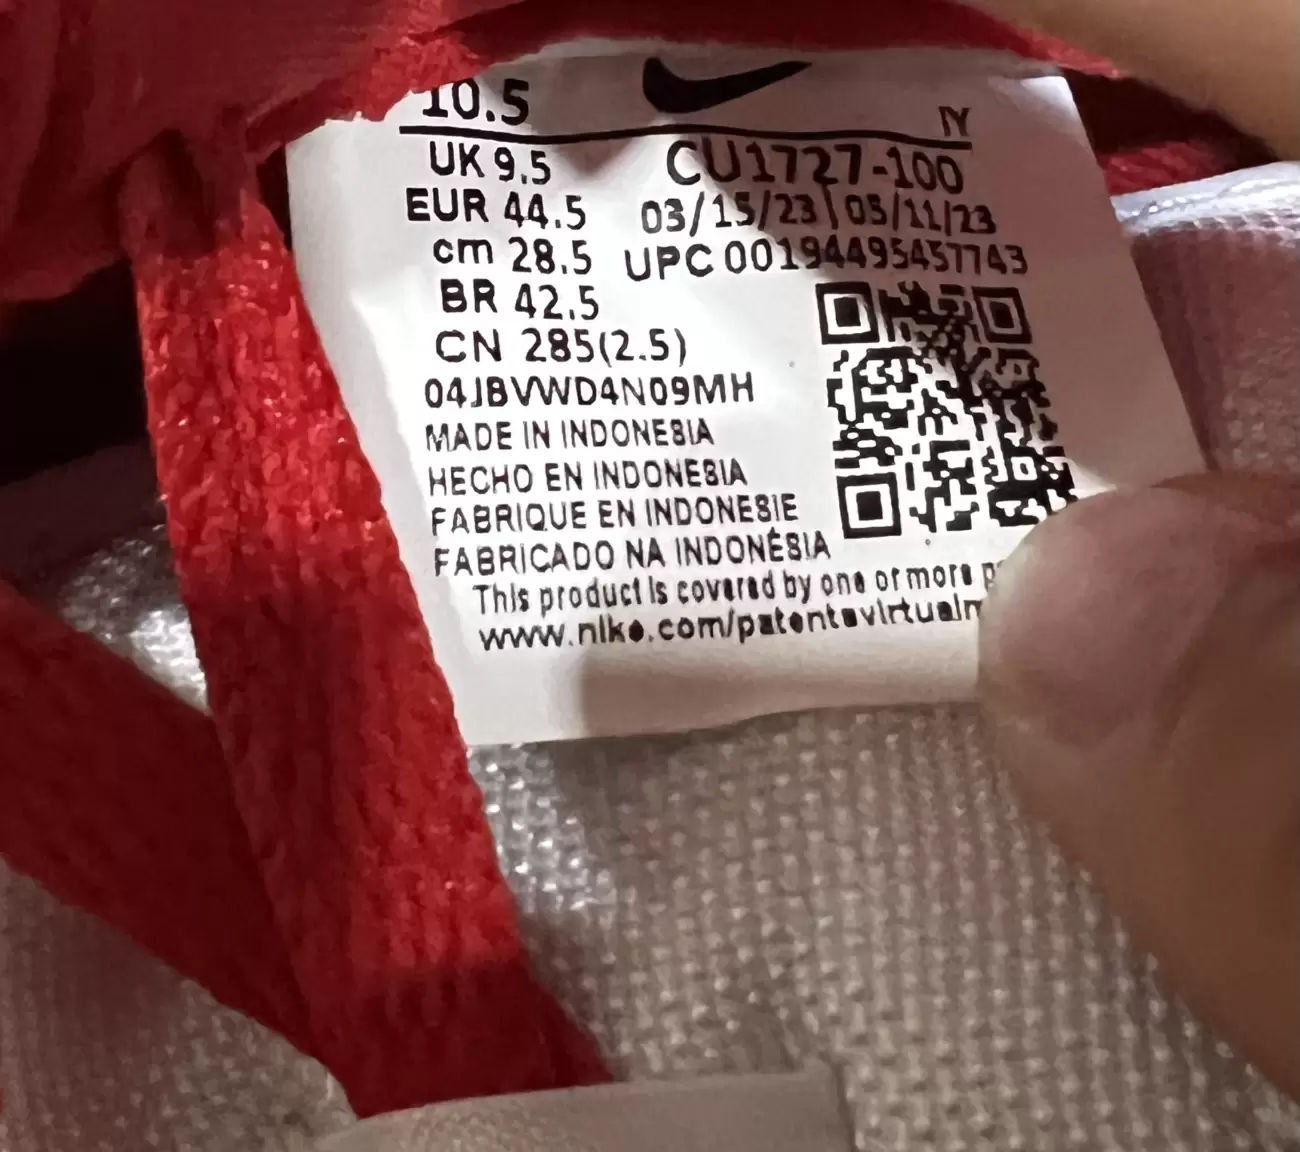 10.5
IY
UK 9.5
CU1727-100
EUR 44.5
03/15/23\05/11/23
cm 28.5
UPC 00194495457743
BR 42.5
CN 285(2.5)
04JBVWD4N09MH
MADE IN INDONESIA
HECHO EN INDONESIA
FABRIQUE EN INDONESIE
FABRICADO NA INDONÉSIA
This product is covered by one or more
www.nike.com/patentsvirtualm